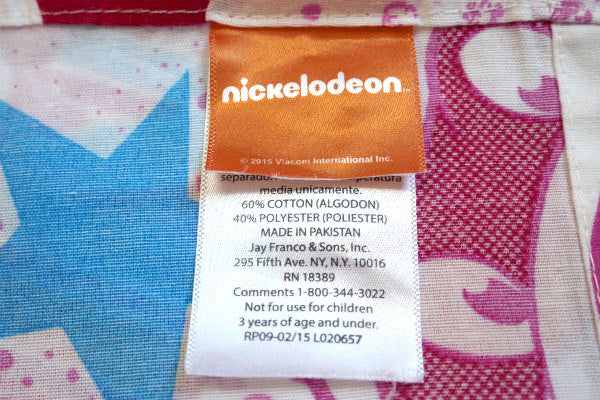 nickelodeon
© 2015 Viacom International Inc.
media unicamente.
60% COTTON (ALGODON)
40% POLYESTER (POLIESTER)
MADE IN PAKISTAN
Jay Franco & Sons, Inc.
295 Fifth Ave. NY, N.Y. 10016
RN 18389
Comments 1-800-344-3022
Not for use for children
3 years of age and under.
RP09-02/15 L020657